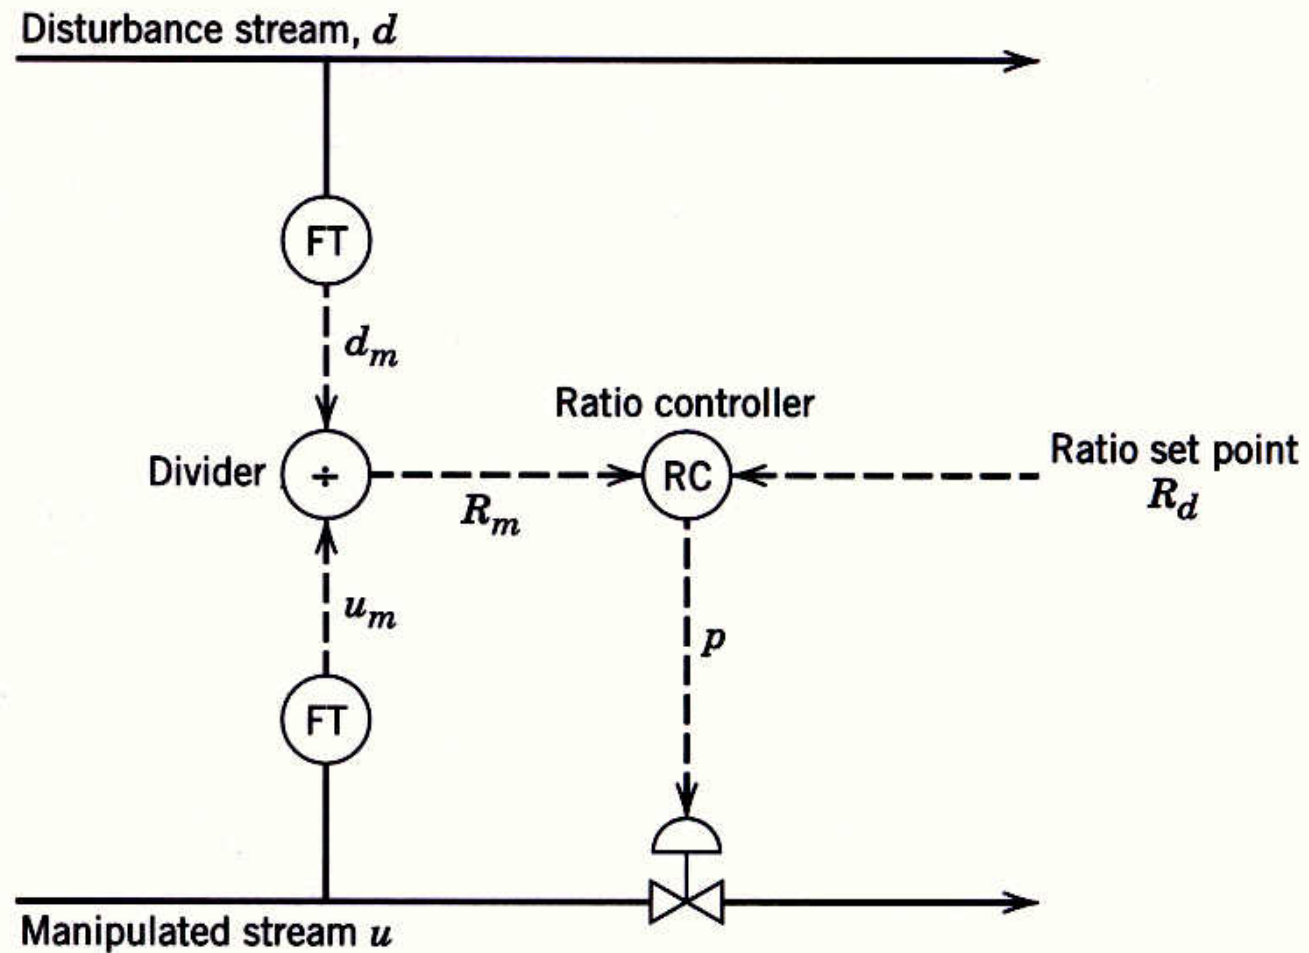 Disturbance stream, d
FT
d_m
Ratio controller
Divider
÷
R_m
RC
Ratio set point
R_d
u_m
p
FT
Manipulated stream u